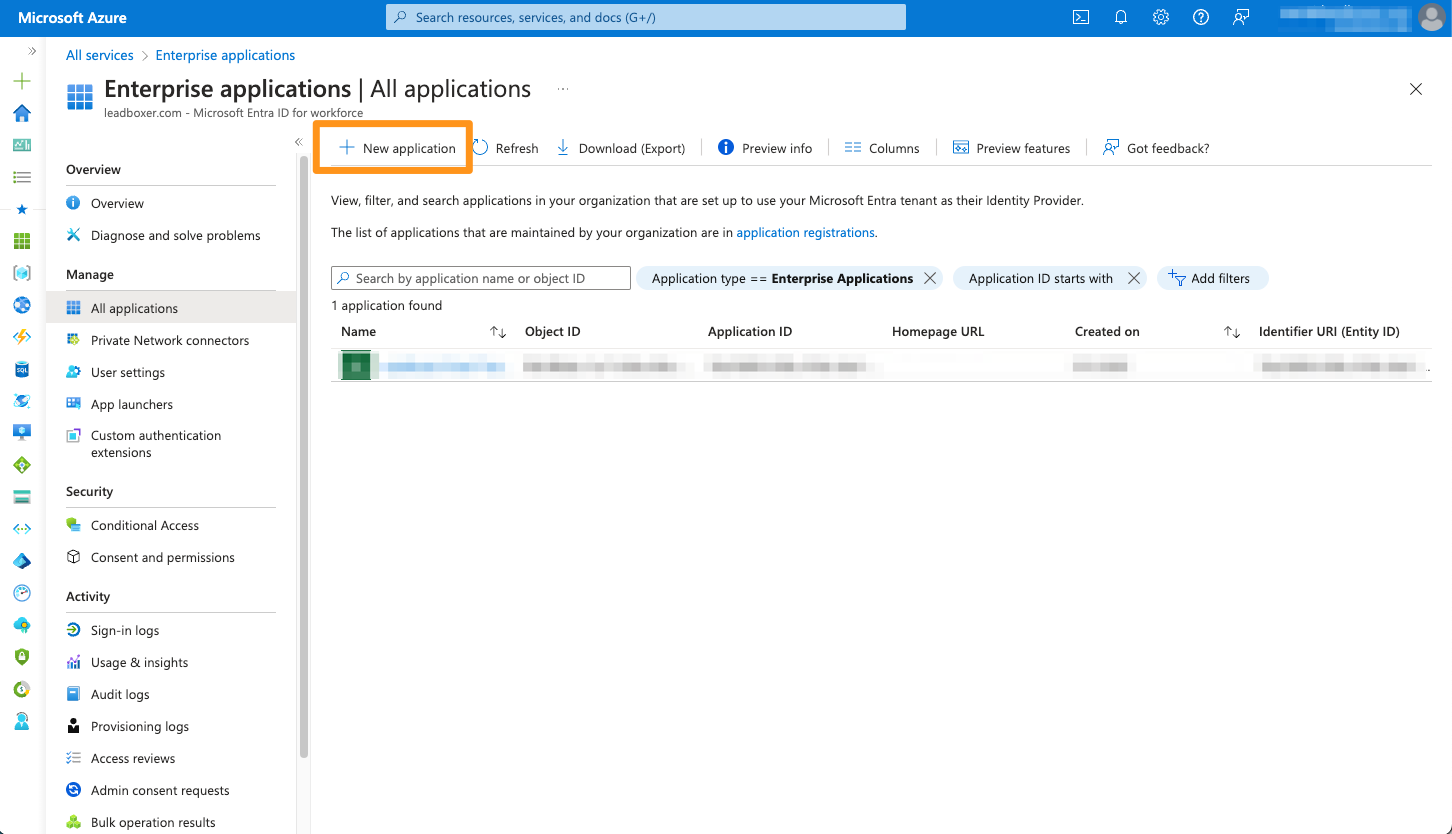 Microsoft Azure
Search resources, services, and docs (G+/)
All services > Enterprise applications
Enterprise applications | All applications ...
leadboxer.com - Microsoft Entra ID for workforce
New application Refresh Download (Export) Preview info Columns Preview features Got feedback?
Overview
Overview
Diagnose and solve problems
Manage
All applications
Private Network connectors
User settings
App launchers
Custom authentication
extensions
Security
Conditional Access
Consent and permissions
Activity
Sign-in logs
Usage & insights
Audit logs
Provisioning logs
Access reviews
Admin consent requests
Bulk operation results
View, filter, and search applications in your organization that are set up to use your Microsoft Entra tenant as their Identity Provider.
The list of applications that are maintained by your organization are in application registrations.
Search by application name or object ID Application type == Enterprise Applications Application ID starts with Add filters
1 application found
Name Object ID Application ID Homepage URL Created on Identifier URI (Entity ID)